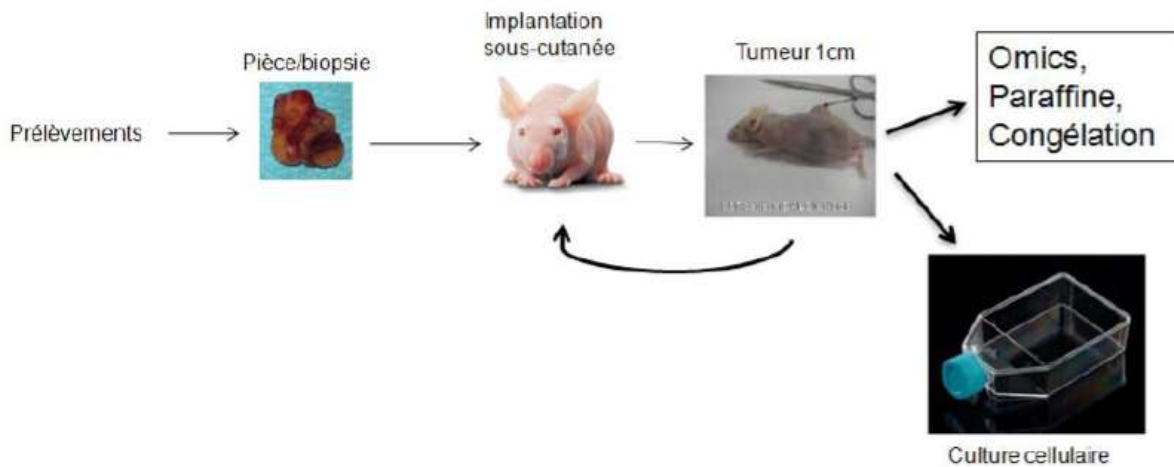 Implantation
sous-cutanée
Pièce/biopsie
Tumeur 1cm
Omics,
Paraffine,
Congélation
Prélèvements
Culture cellulaire